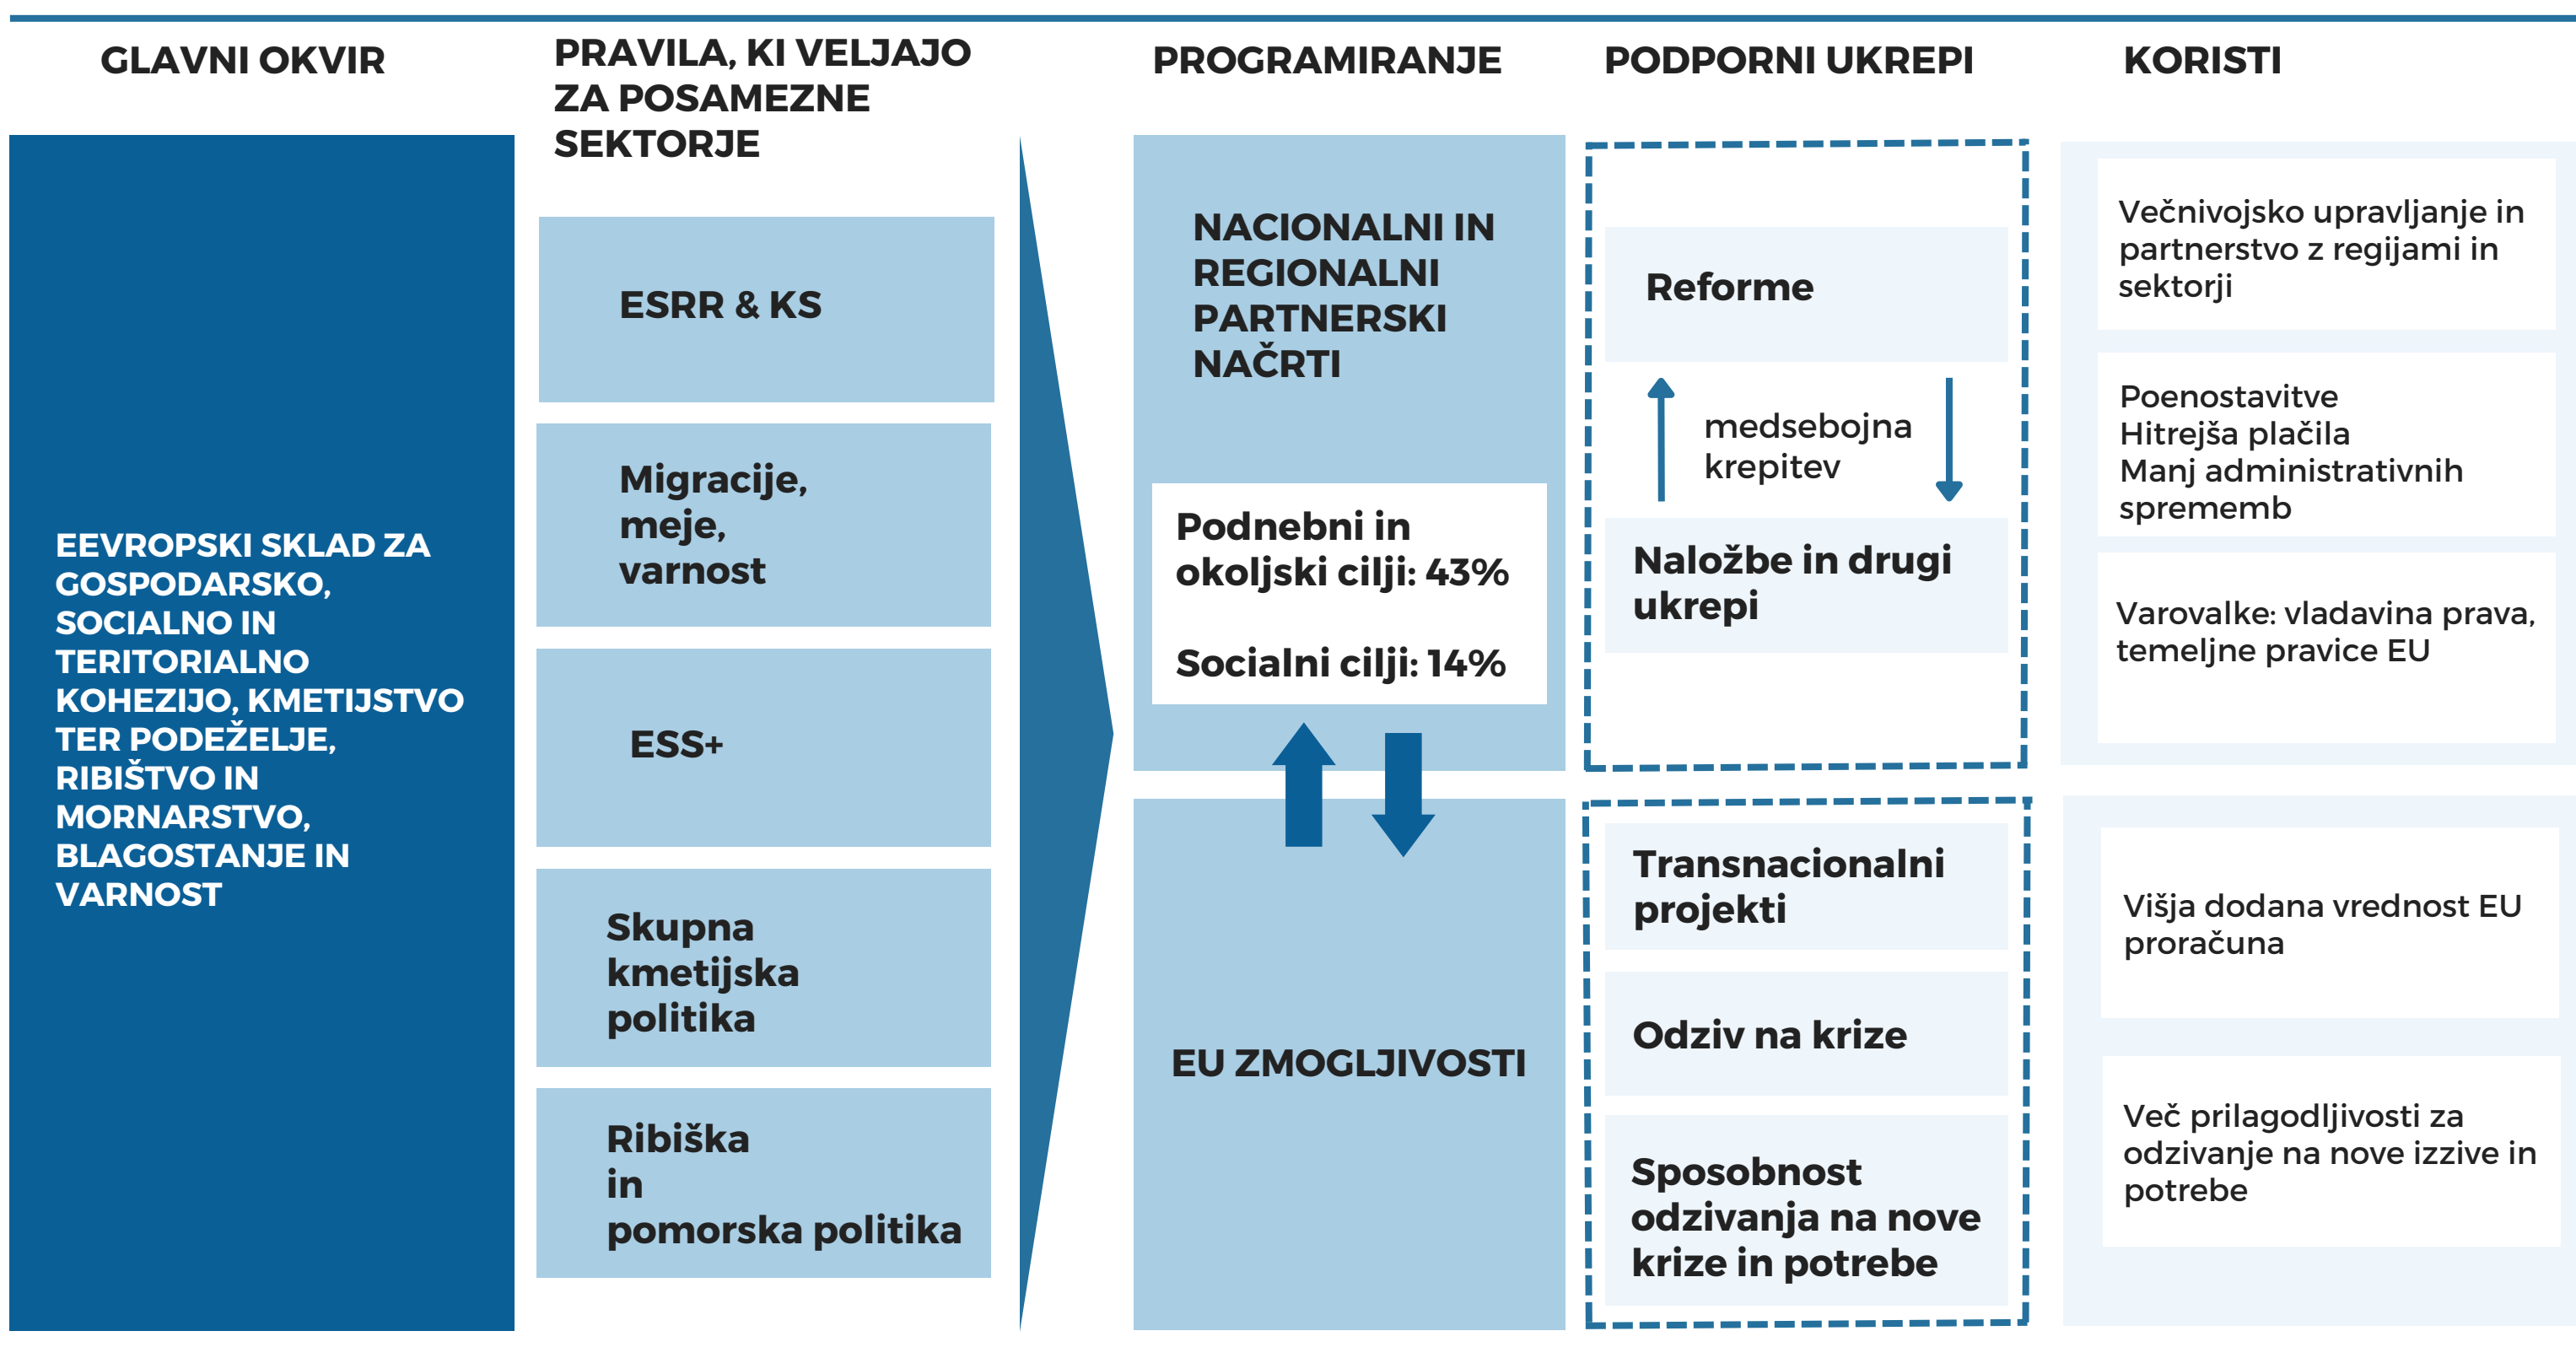 GLAVNI OKVIR
PRAVILA, KI VELJAJO
ZA POSAMEZNE
SEKTORJE
PROGRAMIRANJE
PODPORNI UKREPI
KORISTI
EEVROPSKI SKLAD ZA
GOSPODARSKO,
SOCIALNO IN
TERITORIALNO
KOHEZIJO, KMETIJSTVO
TER PODEŽELJE,
RIBIŠTVO IN
MORNARSTVO,
BLAGOSTANJE IN
VARNOST
ESRR & KS
Migracije,
meje,
varnost
ESS+
Skupna
kmetijska
politika
Ribiška
in
pomorska politika
NACIONALNI IN
REGIONALNI
PARTNERSKI
NAČRTI
Podnebni in
okoljski cilji: 43%
Socialni cilji: 14%
EU ZMOGLJIVOSTI
Reforme
medsebojna
krepitev
Naložbe in drugi
ukrepi
Transnacionalni
projekti
Odziv na krize
Sposobnost
odzivanja na nove
krize in potrebe
Večnivojsko upravljanje in
partnerstvo z regijami in
sektorji
Poenostavitve
Hitrejša plačila
Manj administrativnih
sprememb
Varovalke: vladavina prava,
temeljne pravice EU
Višja dodana vrednost EU
proračuna
Več prilagodljivosti za
odzivanje na nove izzive in
potrebe